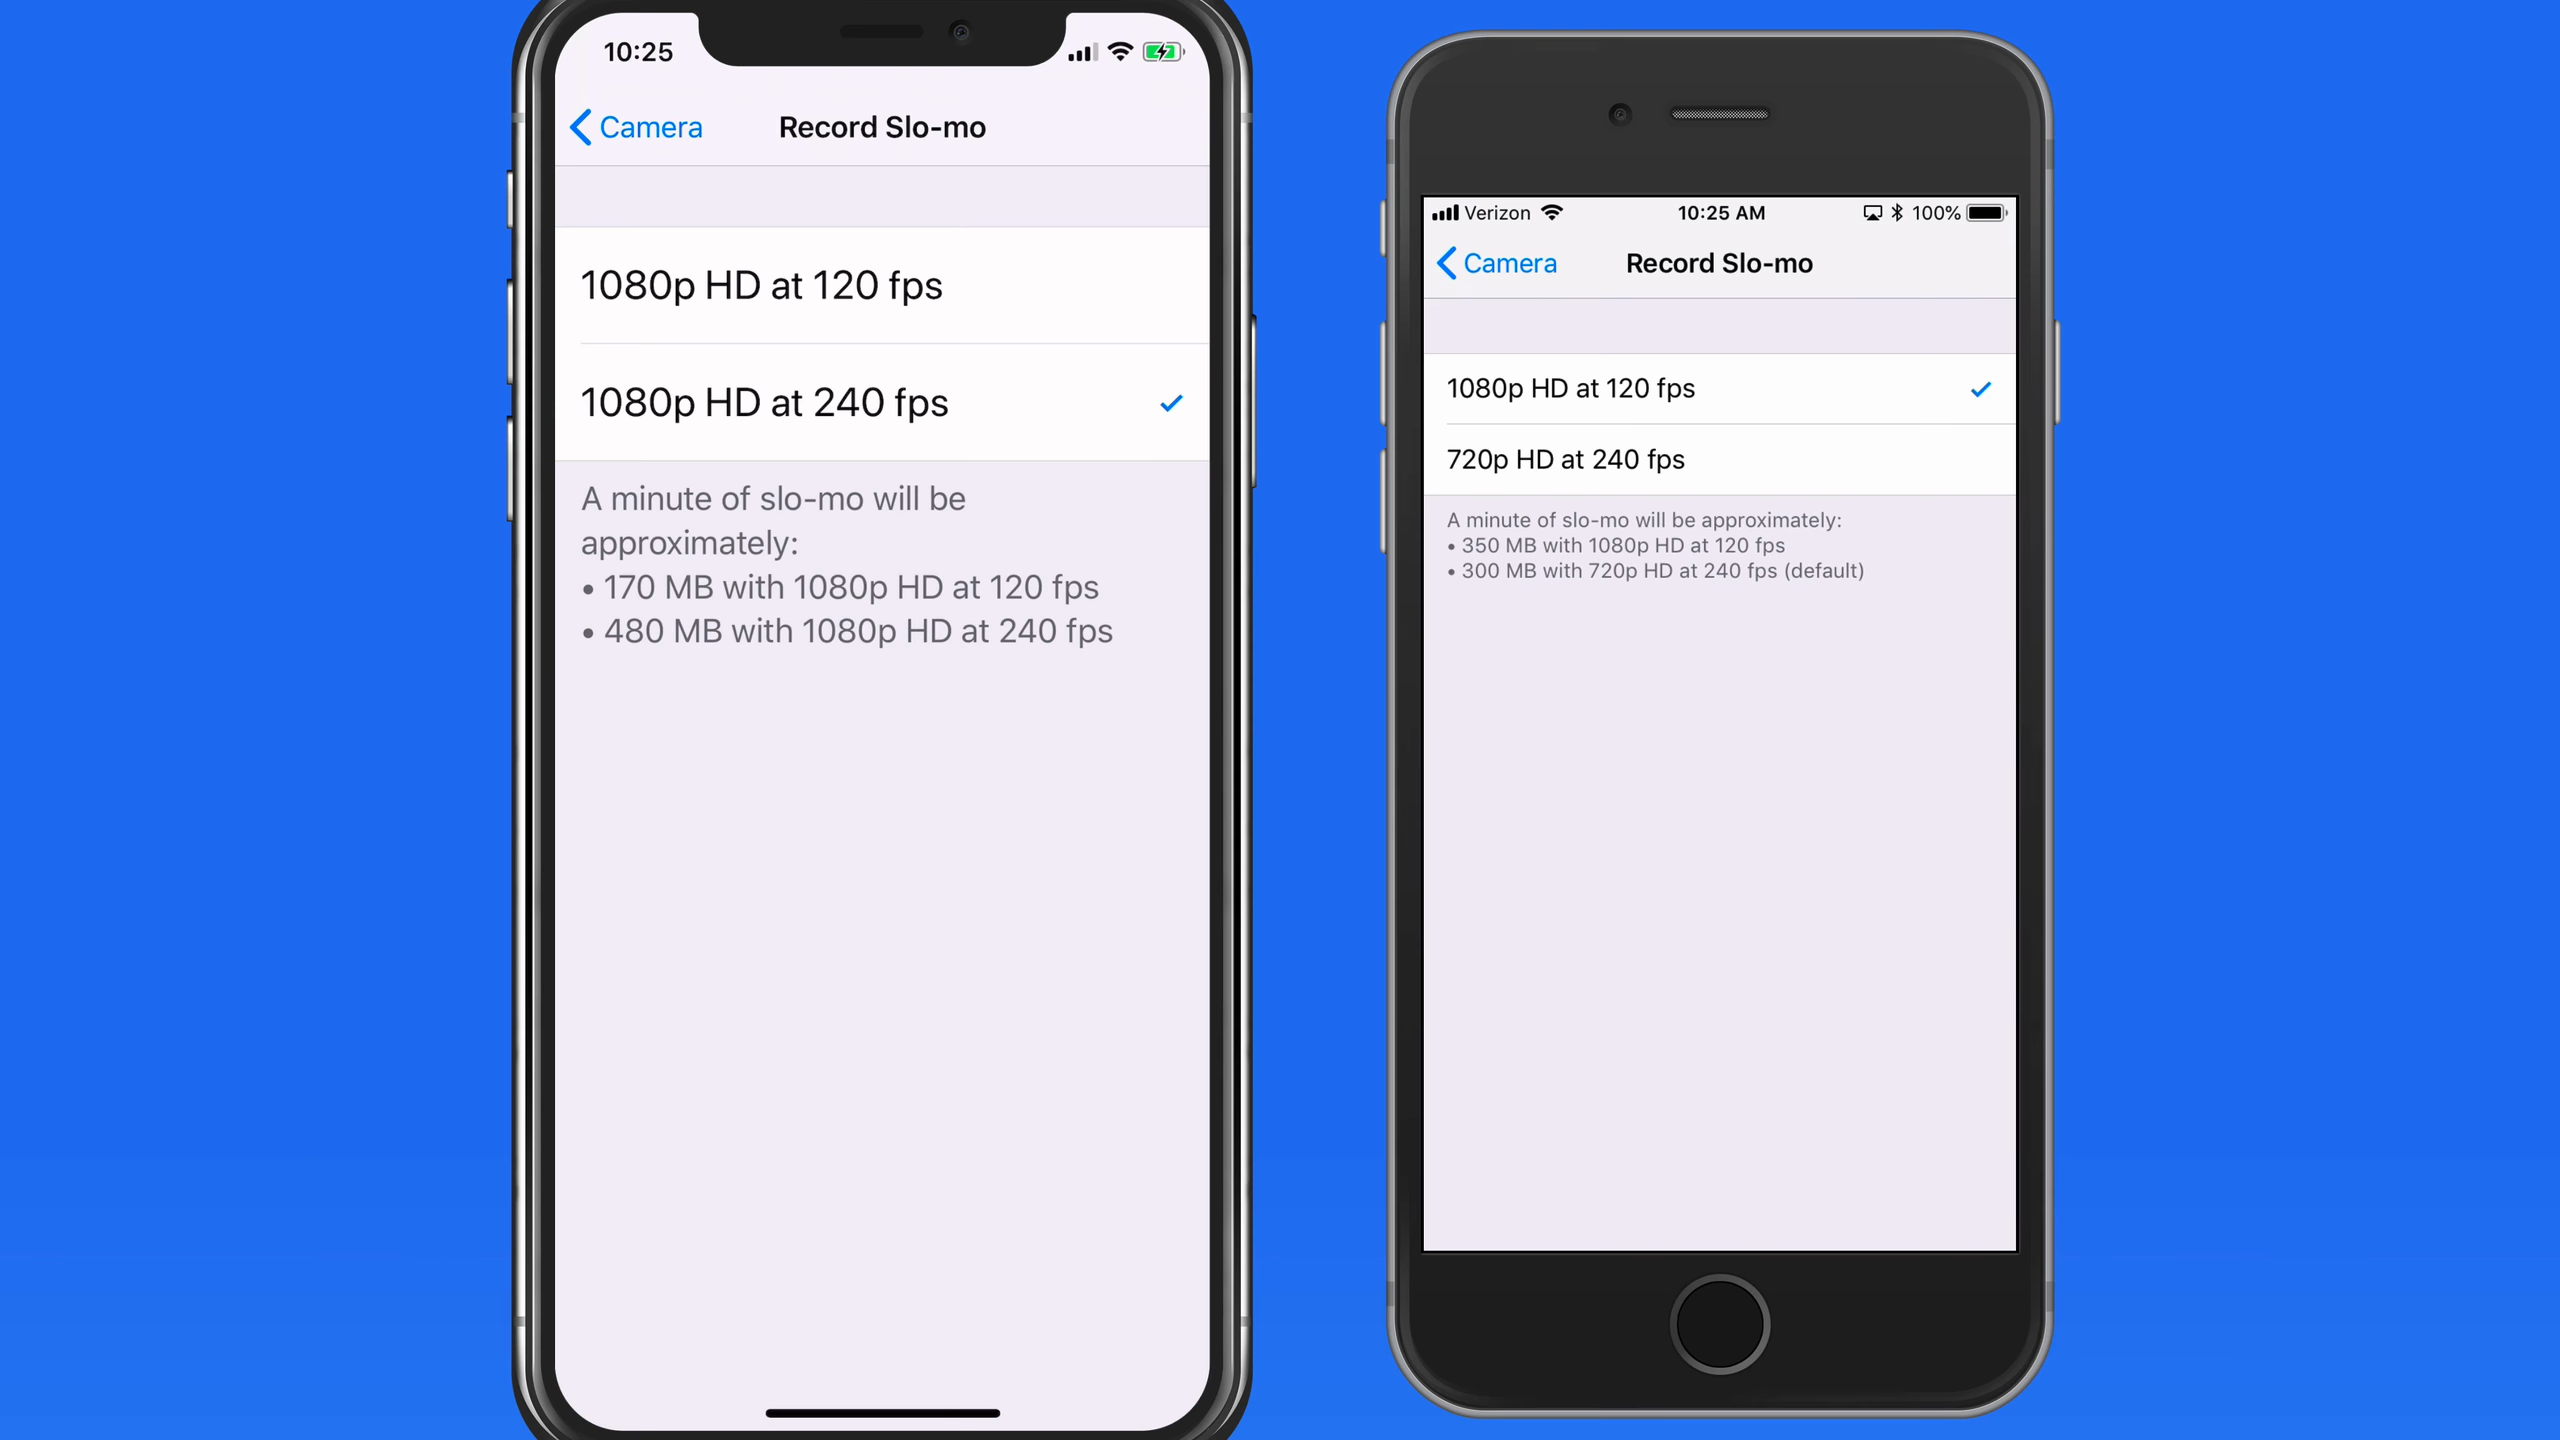 10:25
Camera
Record Slo-mo
1080p HD at 120 fps
1080p HD at 240 fps
A minute of slo-mo will be
approximately:
• 170 MB with 1080p HD at 120 fps
• 480 MB with 1080p HD at 240 fps
Verizon 10:25 AM 100%
Camera
Record Slo-mo
1080p HD at 120 fps
720p HD at 240 fps
A minute of slo-mo will be approximately:
• 350 MB with 1080p HD at 120 fps
• 300 MB with 720p HD at 240 fps (default)